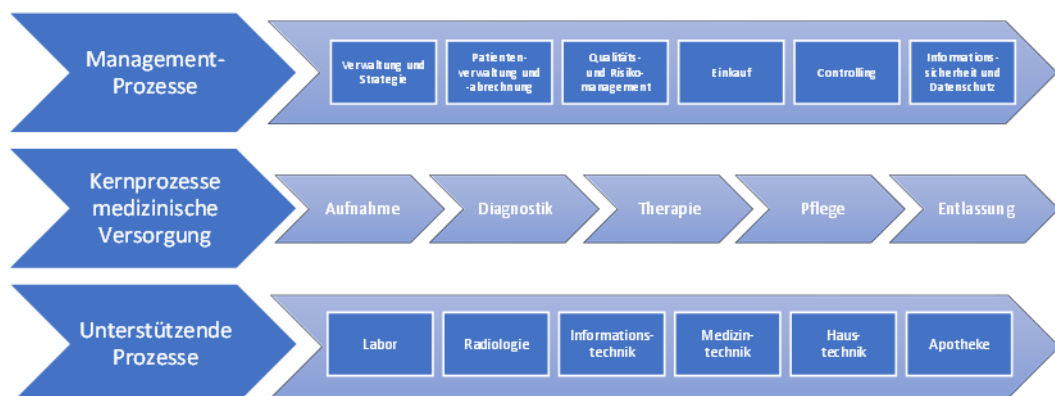 Management-
Prozesse
Verwaltung und
Strategie
Patienten-
verwaltung und
-abrechnung
Qualitäts-
und Risiko-
management
Einkauf
Controlling
Informations-
sicherheit und
Datenschutz
Kernprozesse
medizinische
Versorgung
Aufnahme
Diagnostik
Therapie
Pflege
Entlassung
Unterstützende
Prozesse
Labor
Radiologie
Informations-
technik
Medizin-
technik
Haus-
technik
Apotheke